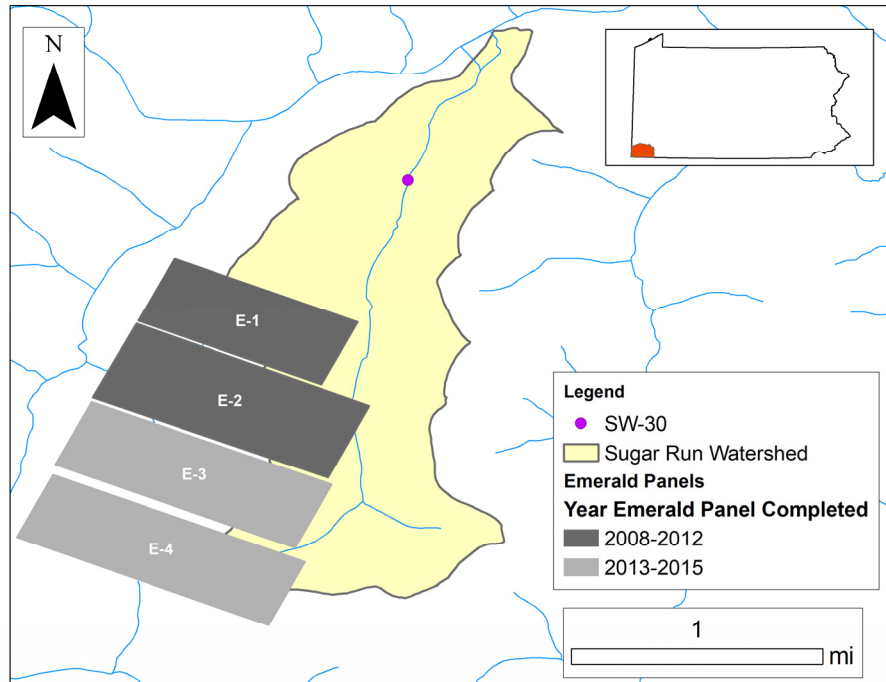 N
E-1
E-2
E-3
E-4
Legend
SW-30
Sugar Run Watershed
Emerald Panels
Year Emerald Panel Completed
2008-2012
2013-2015
1
mi